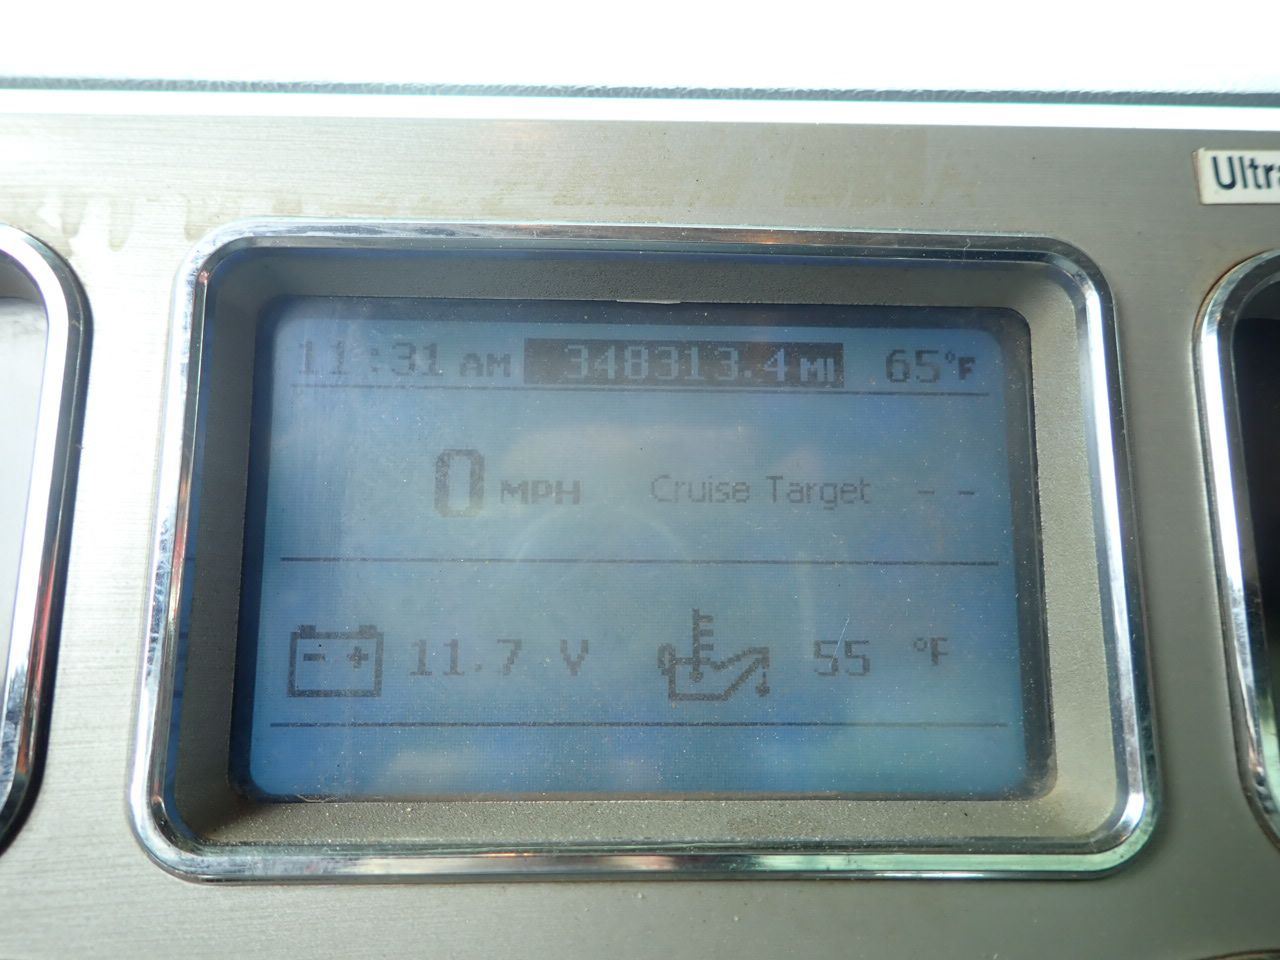 Ultra
11:31 AM 348313.4 MI 65°F
0 MPH Cruise Target - -
- + 11.7 V 55 °F